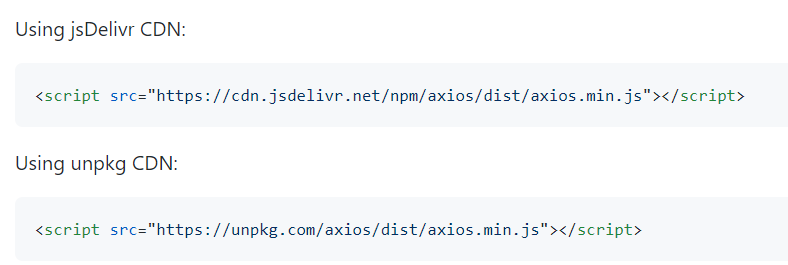 Using jsDelivr CDN:
<script src="https://cdn.jsdelivr.net/npm/axios/dist/axios.min.js"></script>
Using unpkg CDN:
<script src="https://unpkg.com/axios/dist/axios.min.js"></script>